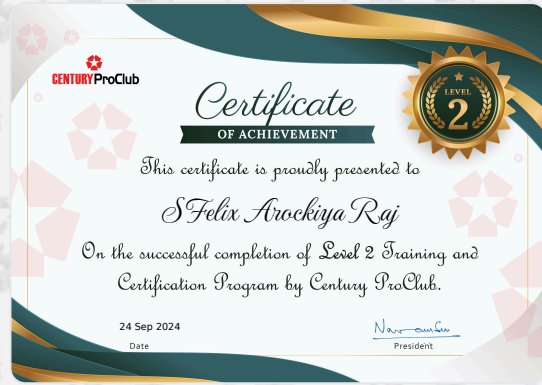 CENTURY ProClub
Certificate
OF ACHIEVEMENT
LEVEL
2
This certificate is proudly presented to
S Felix Arockiya Raj
On the successful completion of Level 2 Training and
Certification Program by Century ProClub.
24 Sep 2024
Date
President